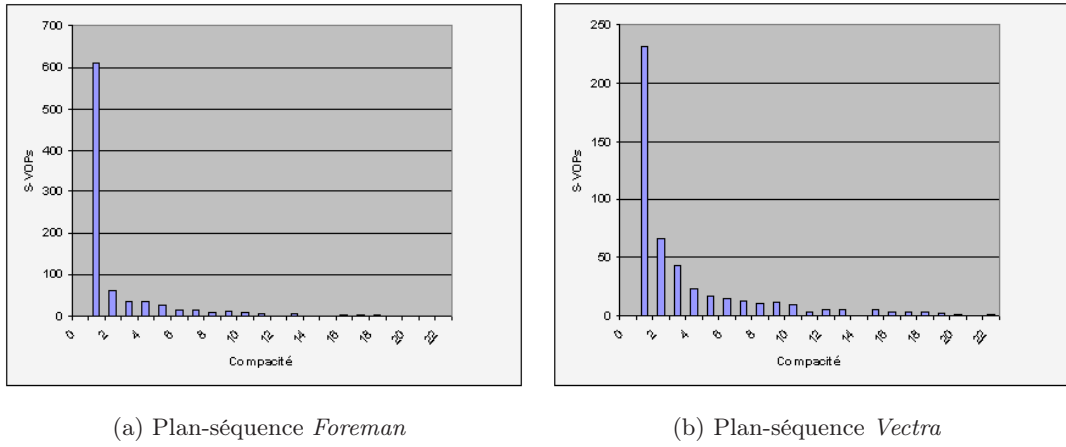 700
600
500
400
300
200
100
0
S-VOPs
0 2 4 6 8 10 12 14 16 18 20 22
Compacité
(a) Plan-séquence Foreman
250
200
150
100
50
0
S-VOPs
0 2 4 6 8 10 12 14 16 18 20 22
Compacité
(b) Plan-séquence Vectra